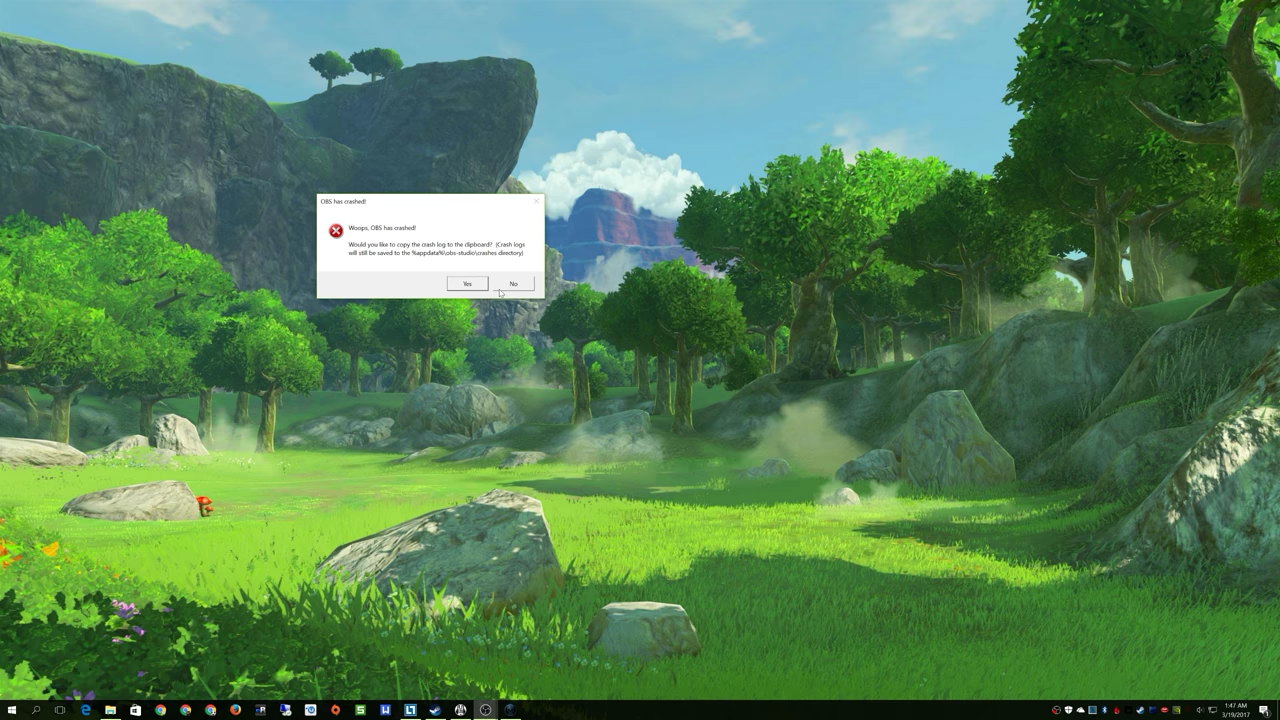 OBS has crashed!
Woops, OBS has crashed!
Would you like to copy the crash log to the clipboard? (Crash logs
will still be saved to the %appdata%\obs-studio\crashes directory)
Yes
No
1:47 AM
3/19/2017